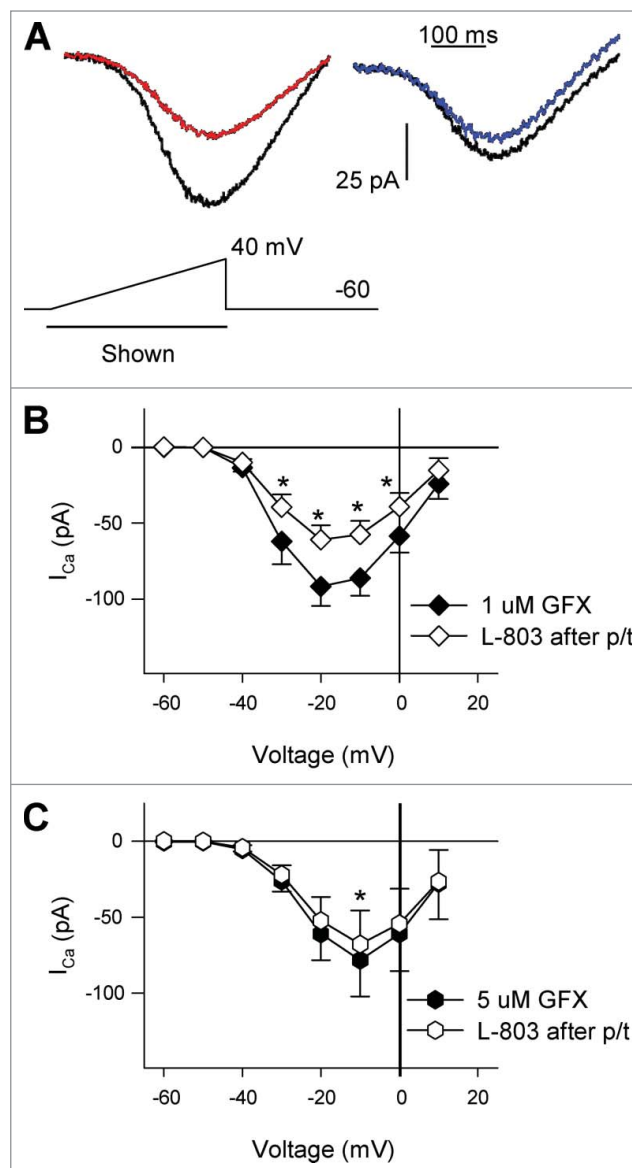 A
100 ms
25 pA
40 mV
-60
Shown
B
0
-50
-100
I_Ca (pA)
* * * *
1 uM GFX
L-803 after p/t
-60 -40 -20 0 20
Voltage (mV)
C
0
-50
-100
I_Ca (pA)
*
5 uM GFX
L-803 after p/t
-60 -40 -20 0 20
Voltage (mV)